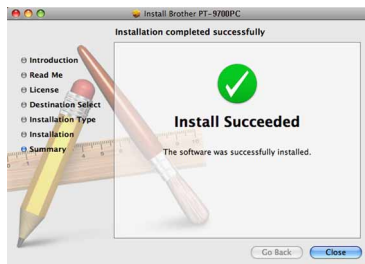 Install Brother PT-9700PC
Installation completed successfully
Introduction
Read Me
License
Destination Select
Installation Type
Installation
Summary
Install Succeeded
The software was successfully installed.
Go Back
Close